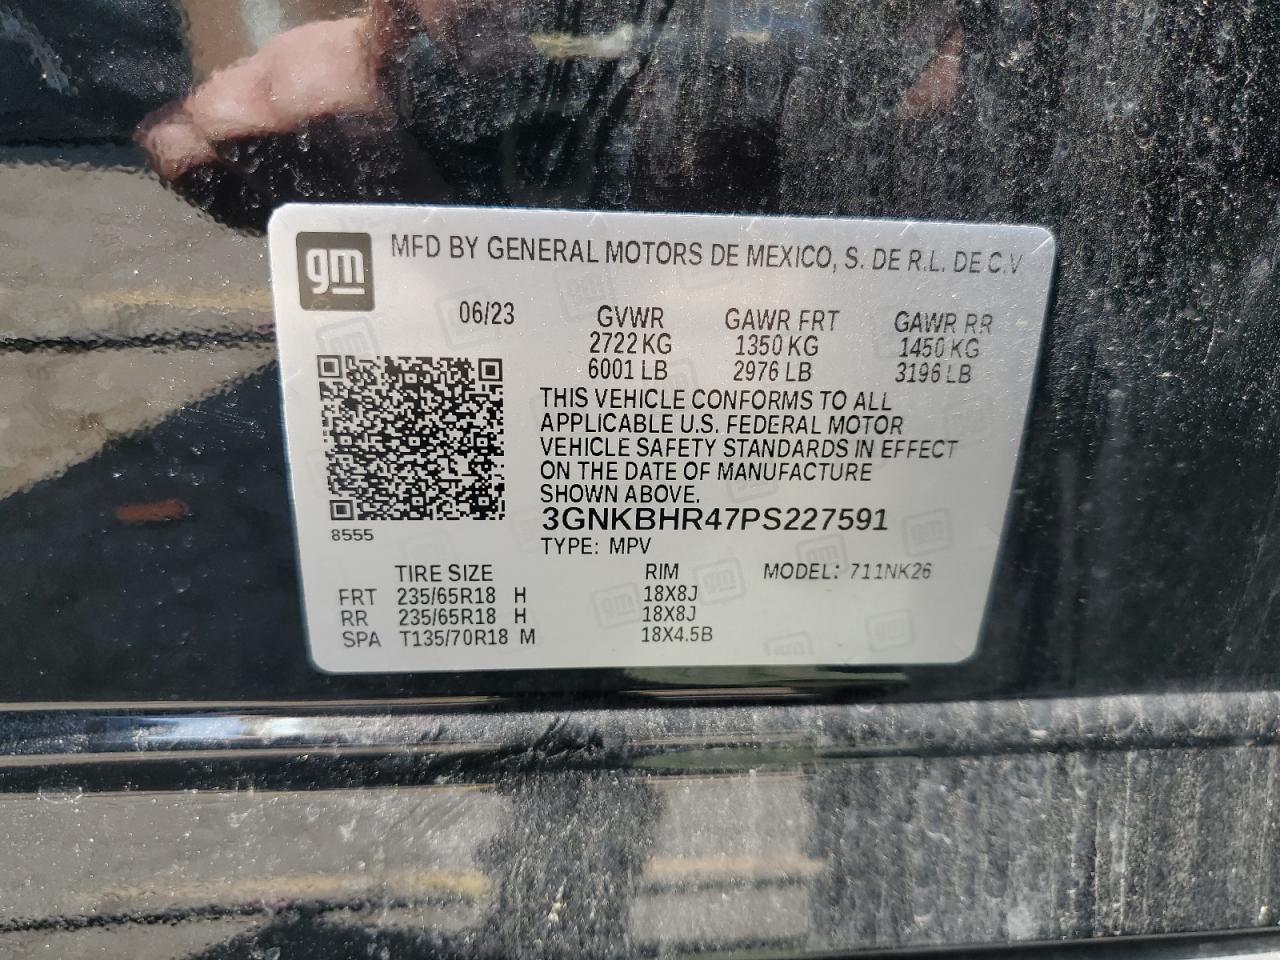 gm
MFD BY GENERAL MOTORS DE MEXICO, S. DE R.L. DE C.V
06/23
GVWR GAWR FRT GAWR RR
2722 KG 1350 KG 1450 KG
6001 LB 2976 LB 3196 LB
THIS VEHICLE CONFORMS TO ALL
APPLICABLE U.S. FEDERAL MOTOR
VEHICLE SAFETY STANDARDS IN EFFECT
ON THE DATE OF MANUFACTURE
SHOWN ABOVE.
3GNKBHR47PS227591
8555
TYPE: MPV
TIRE SIZE RIM MODEL: 711NK26
FRT 235/65R18 H 18X8J
RR 235/65R18 H 18X8J
SPA T135/70R18 M 18X4.5B